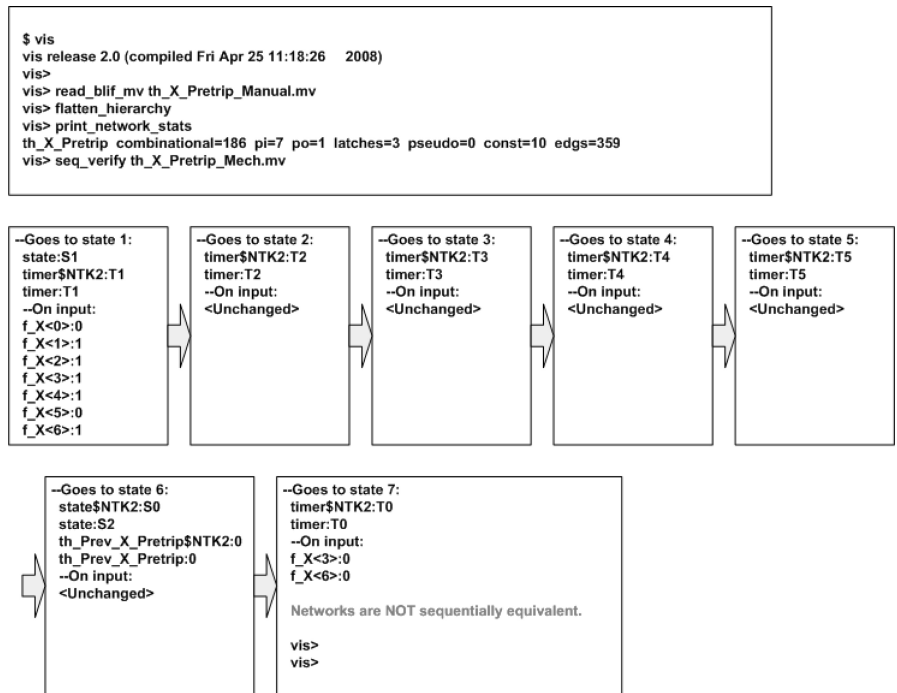 $ vis
vis release 2.0 (compiled Fri Apr 25 11:18:26 2008)
vis>
vis> read_blif_mv th_X_Pretrip_Manual.mv
vis> flatten_hierarchy
vis> print_network_stats
th_X_Pretrip combinational=186 pi=7 po=1 latches=3 pseudo=0 const=10 edgs=359
vis> seq_verify th_X_Pretrip_Mech.mv
--Goes to state 1:
state:S1
timer$NTK2:T1
timer:T1
--On input:
f_X<0>:0
f_X<1>:1
f_X<2>:1
f_X<3>:1
f_X<4>:1
f_X<5>:0
f_X<6>:1
--Goes to state 2:
timer$NTK2:T2
timer:T2
--On input:
<Unchanged>
--Goes to state 3:
timer$NTK2:T3
timer:T3
--On input:
<Unchanged>
--Goes to state 4:
timer$NTK2:T4
timer:T4
--On input:
<Unchanged>
--Goes to state 5:
timer$NTK2:T5
timer:T5
--On input:
<Unchanged>
--Goes to state 6:
state$NTK2:S0
state:S2
th_Prev_X_Pretrip$NTK2:0
th_Prev_X_Pretrip:0
--On input:
<Unchanged>
--Goes to state 7:
timer$NTK2:T0
timer:T0
--On input:
f_X<3>:0
f_X<6>:0
Networks are NOT sequentially equivalent.
vis>
vis>